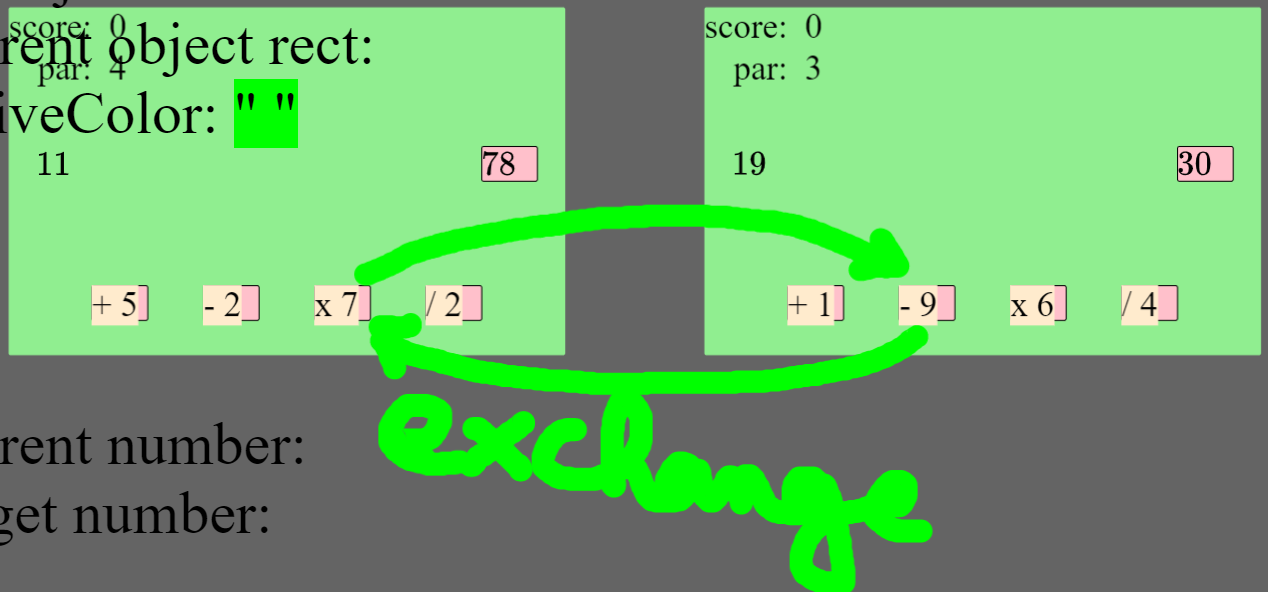 score: 0
par: 4
rent object rect:
iveColor: " "
11
78
+ 5
- 2
x 7
/ 2
score: 0
par: 3
19
30
+ 1
- 9
x 6
/ 4
exchange
rent number:
get number: